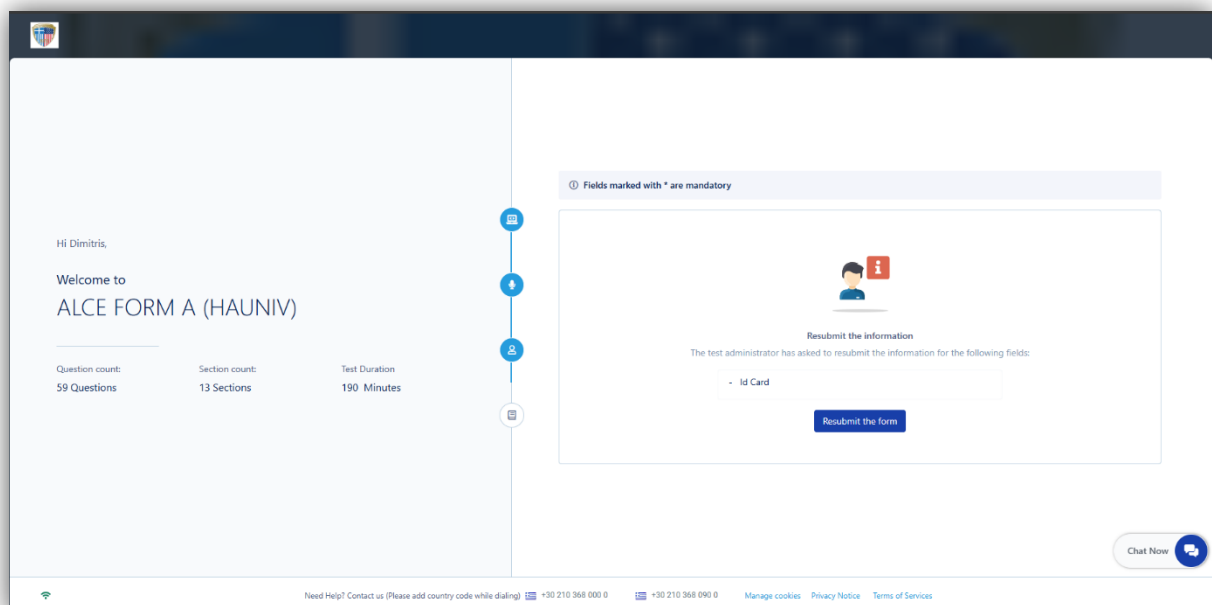 Hi Dimitris,
Welcome to
ALCE FORM A (HAUNIV)
Question count:
59 Questions
Section count:
13 Sections
Test Duration
190 Minutes
Fields marked with * are mandatory
Resubmit the information
The test administrator has asked to resubmit the information for the following fields:
- Id Card
Resubmit the form
Chat Now
Need Help? Contact us (Please add country code while dialing) +30 210 368 000 0 +30 210 368 090 0 Manage cookies Privacy Notice Terms of Services